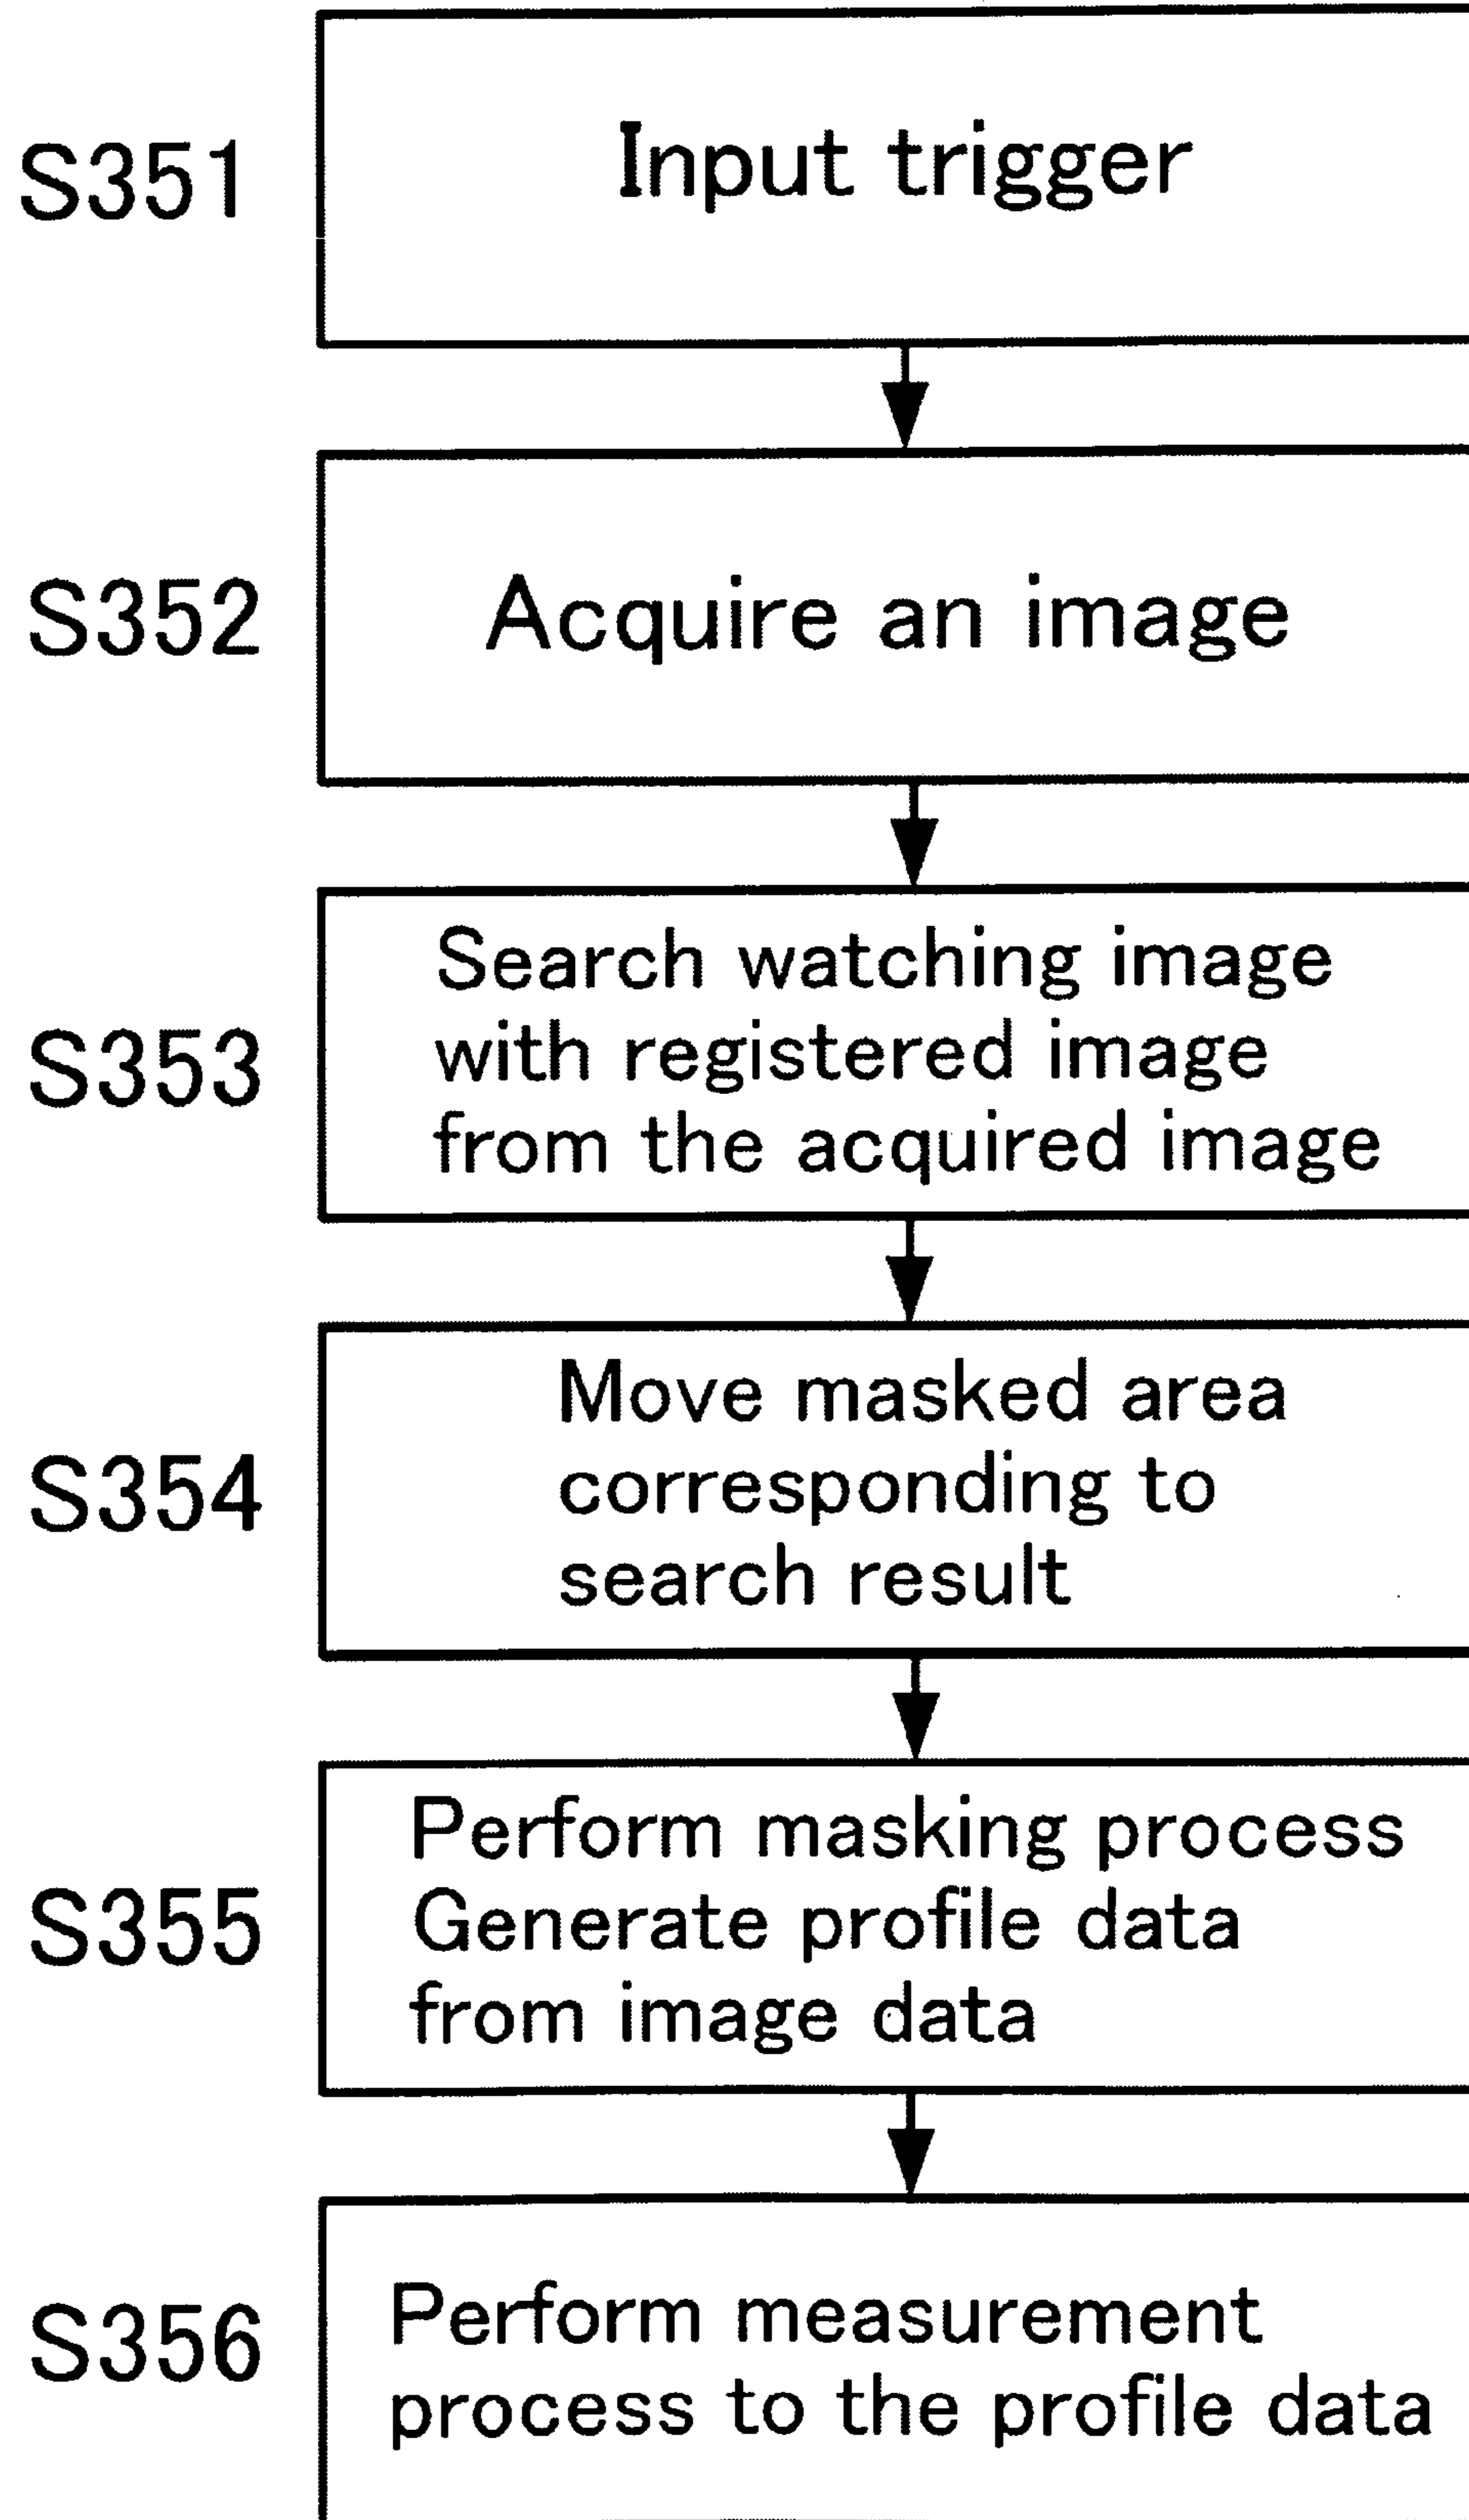 S351
Input trigger
S352
Acquire an image
S353
Search watching image
with registered image
from the acquired image
S354
Move masked area
corresponding to
search result
S355
Perform masking process
Generate profile data
from image data
S356
Perform measurement
process to the profile data